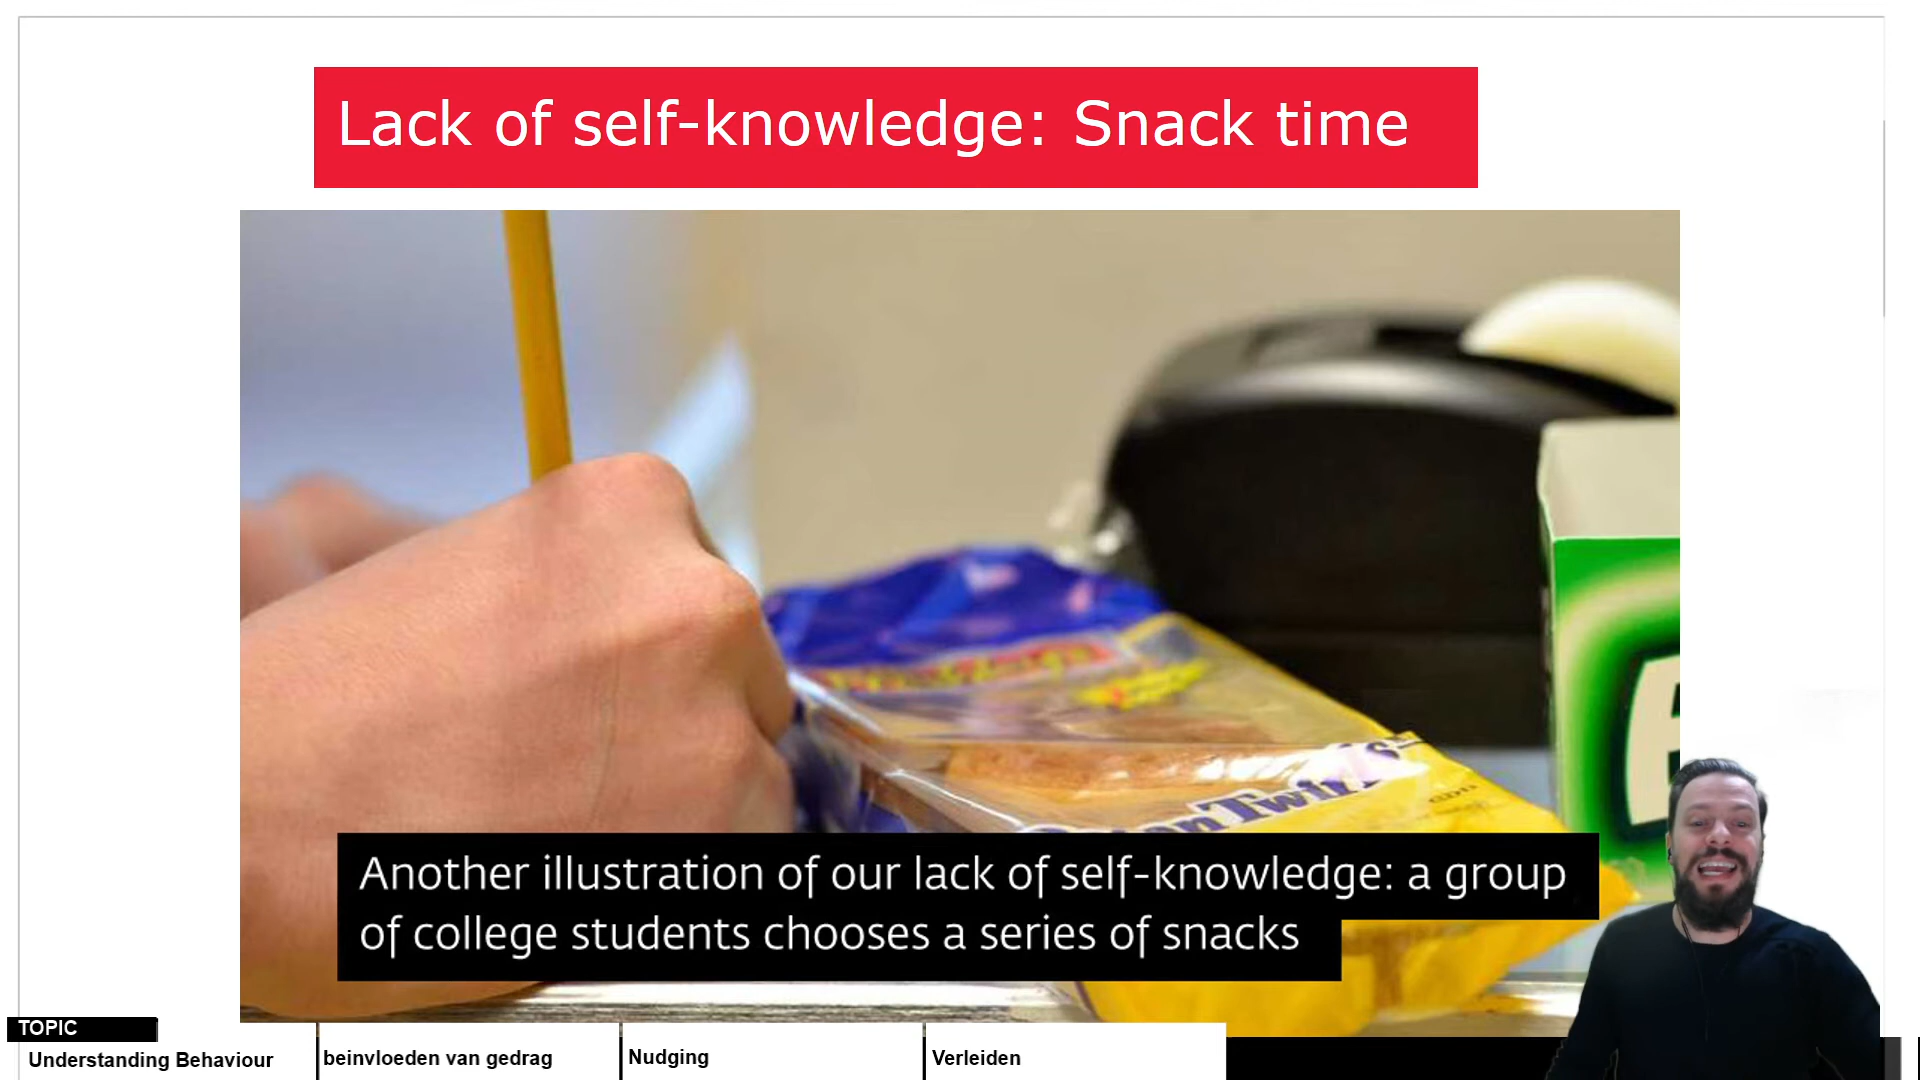 Lack of self-knowledge: Snack time
Another illustration of our lack of self-knowledge: a group
of college students chooses a series of snacks
TOPIC
Understanding Behaviour
beinvloeden van gedrag
Nudging
Verleiden